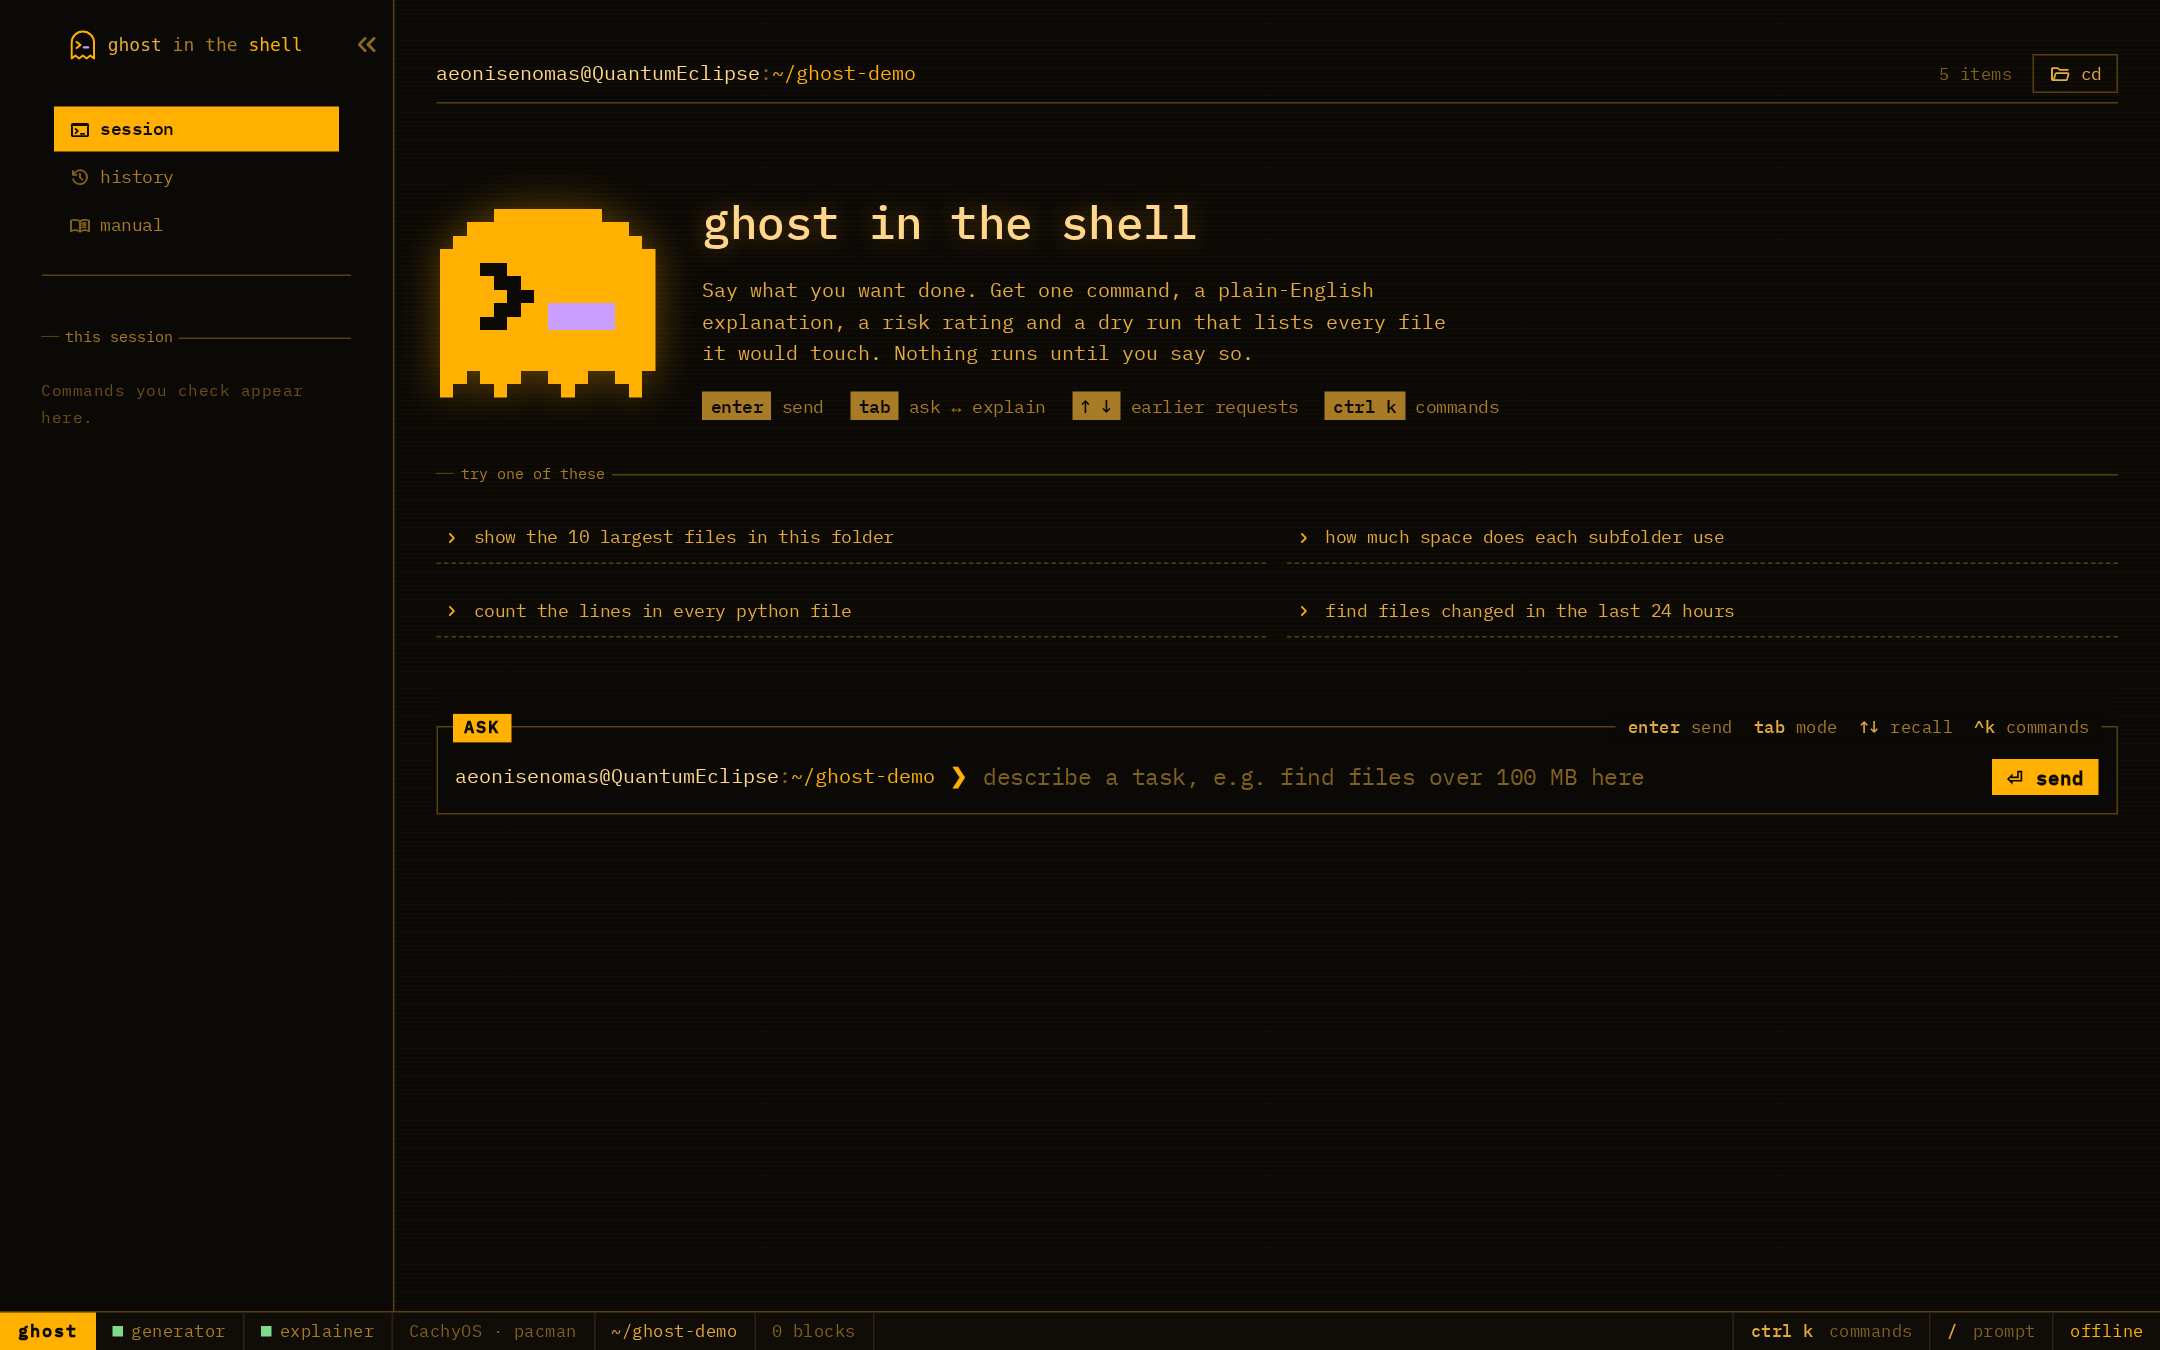 ghost in the shell
session
history
manual
this session
Commands you check appear
here.
aeonisenomas@QuantumEclipse:~/ghost-demo
5 items
cd
ghost in the shell
Say what you want done. Get one command, a plain-English
explanation, a risk rating and a dry run that lists every file
it would touch. Nothing runs until you say so.
enter send tab ask ↔ explain ↑ ↓ earlier requests ctrl k commands
try one of these
› show the 10 largest files in this folder
› how much space does each subfolder use
› count the lines in every python file
› find files changed in the last 24 hours
ASK
enter send tab mode ↑↓ recall ^k commands
aeonisenomas@QuantumEclipse:~/ghost-demo ❯ describe a task, e.g. find files over 100 MB here
⏎ send
ghost generator explainer CachyOS · pacman ~/ghost-demo 0 blocks ctrl k commands / prompt offline